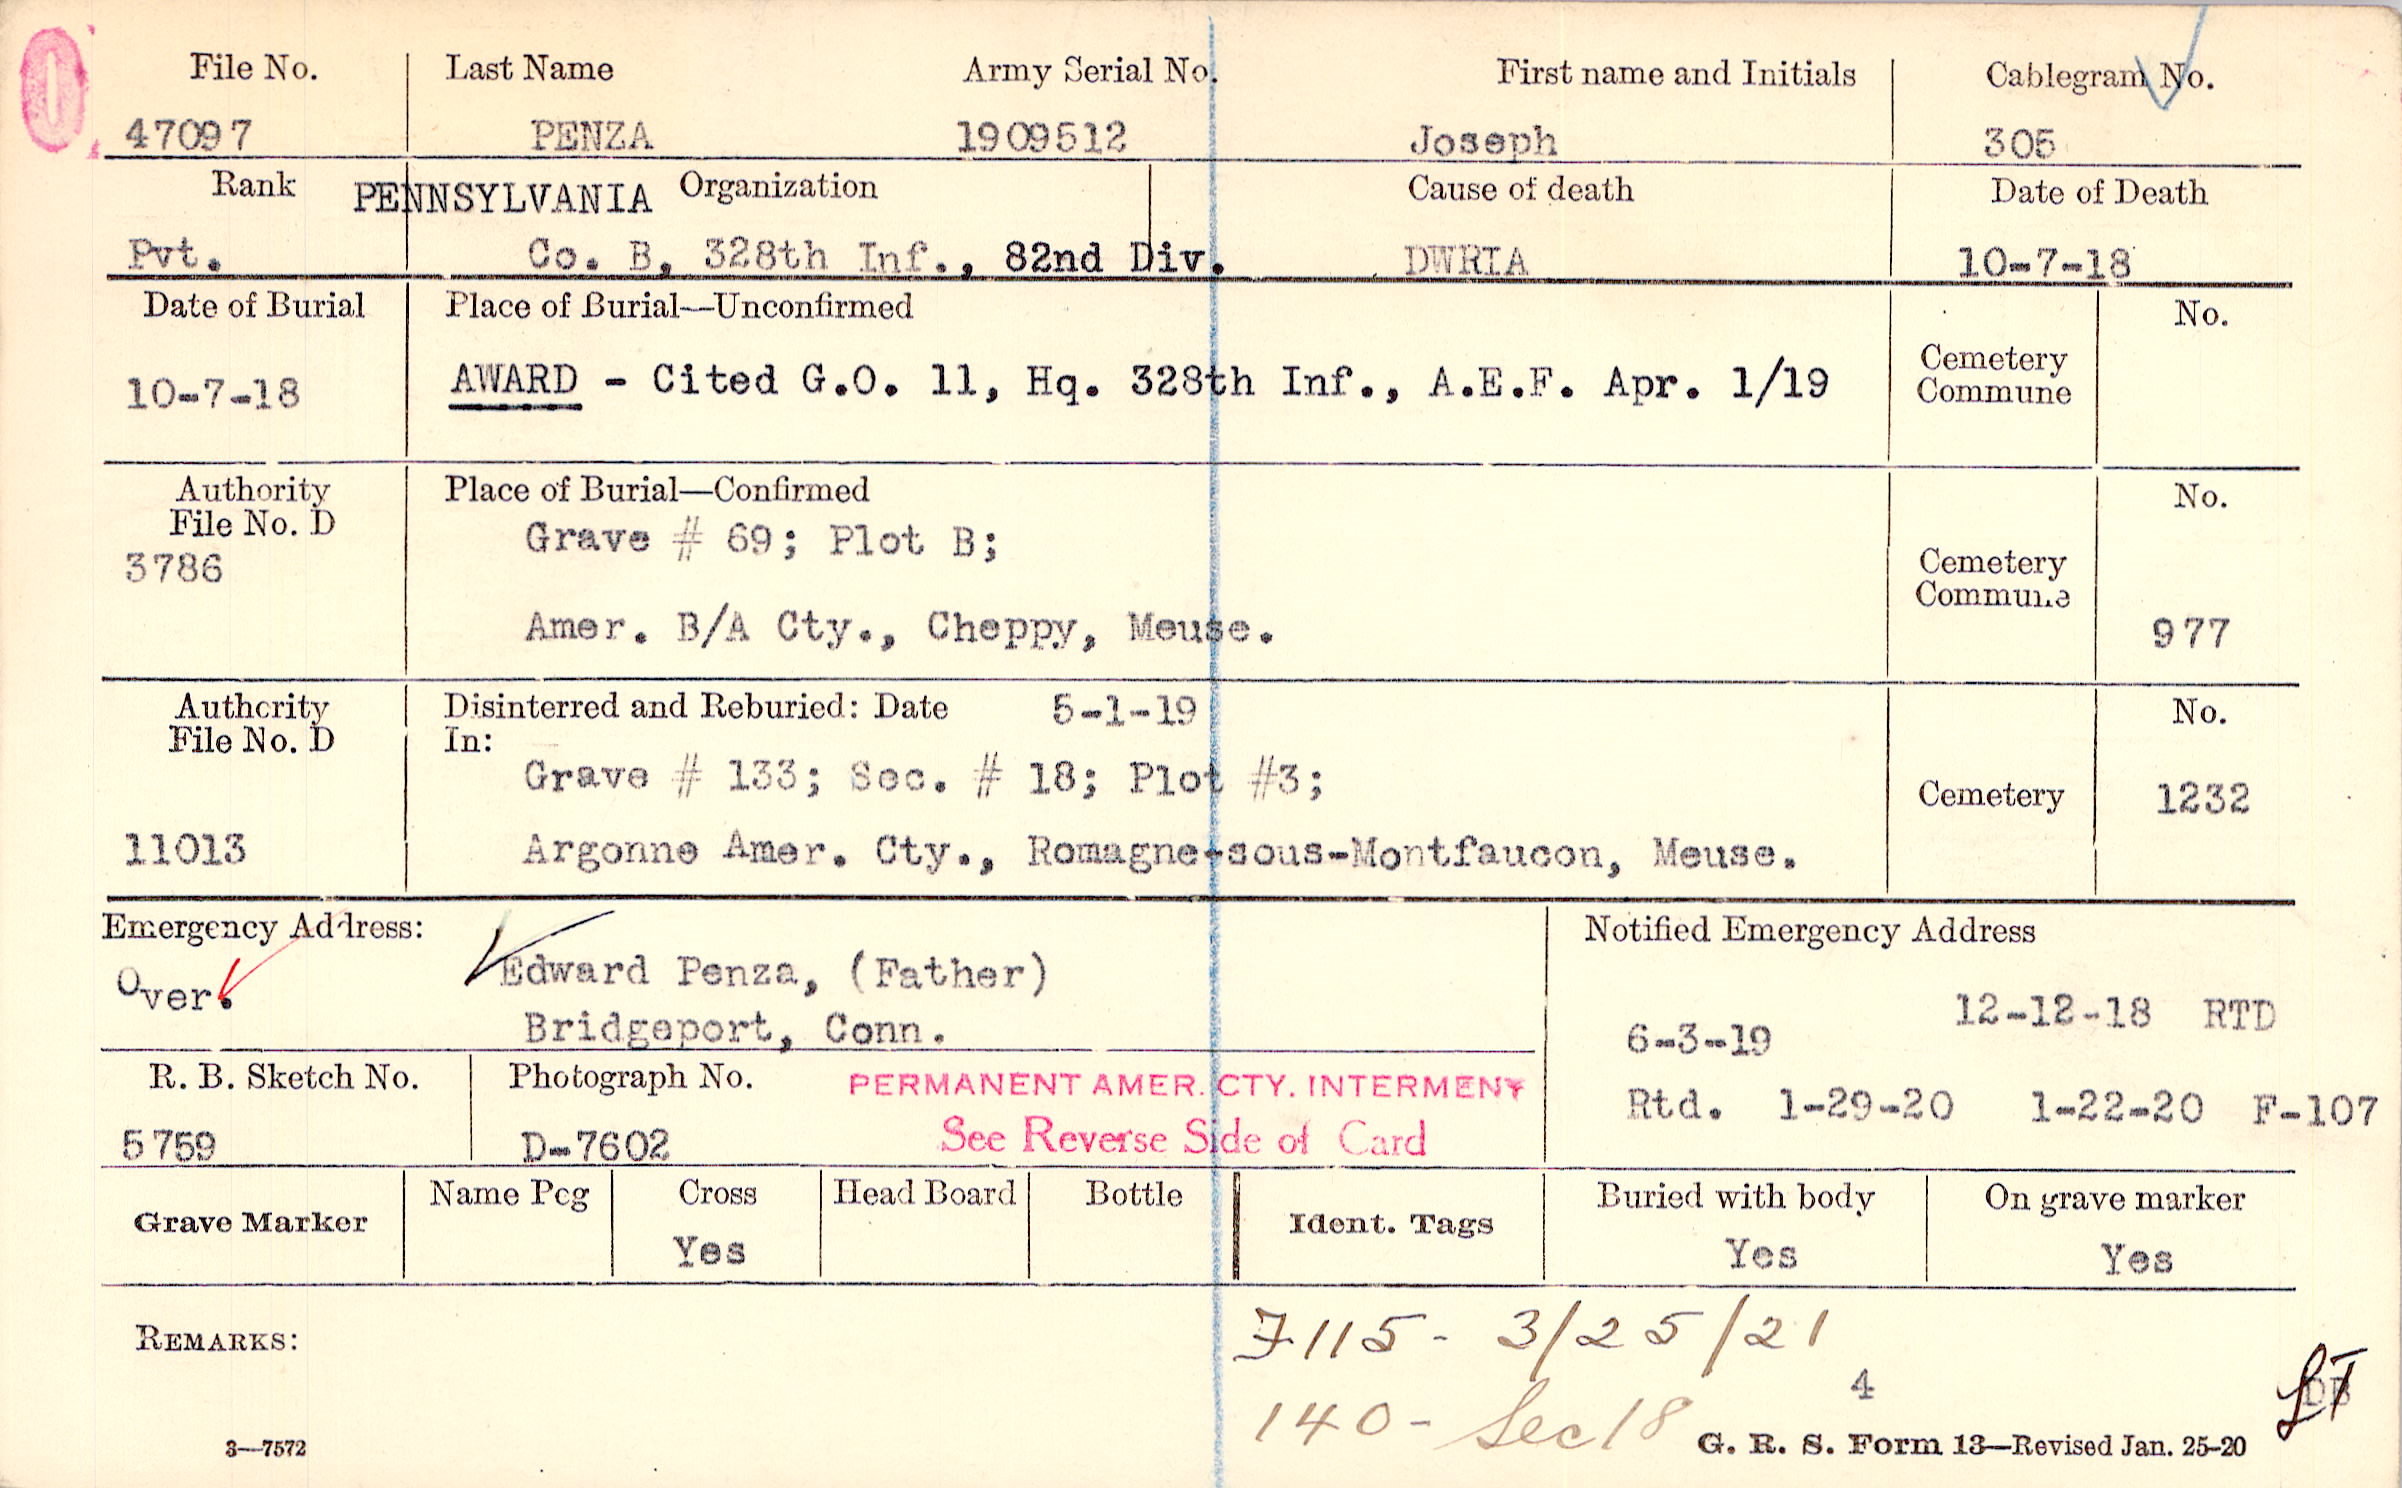 0
File No. Last Name Army Serial No. First name and Initials Cablegram No.
47097 PENZA 1909512 Joseph 305
Rank PENNSYLVANIA Organization Cause of death Date of Death
Pvt. Co. B, 328th Inf., 82nd Div. DWRIA 10-7-18
Date of Burial Place of Burial—Unconfirmed No.
10-7-18 AWARD - Cited G.O. 11, Hq. 328th Inf., A.E.F. Apr. 1/19 Cemetery
Commune
Authority Place of Burial—Confirmed No.
File No. D
3786 Grave # 69; Plot B;
Cemetery
Commune
Amer. B/A Cty., Cheppy, Meuse. 977
Authority Disinterred and Reburied: Date 5-1-19 No.
File No. D In:
Grave # 133; Sec. # 18; Plot #3; Cemetery 1232
11013 Argonne Amer. Cty., Romagne-sous-Montfaucon, Meuse.
Emergency Address: Notified Emergency Address
Over. Edward Penza, (Father)
12-12-18 RTD
Bridgeport, Conn. 6-3-19
R. B. Sketch No. Photograph No. PERMANENT AMER. CTY. INTERMENT
Rtd. 1-29-20 1-22-20 F-107
5759 D-7602 See Reverse Side of Card
Name Peg Cross Head Board Bottle Buried with body On grave marker
Grave Marker Ident. Tags
Yes Yes Yes
REMARKS: F115- 3/25/21
4
140- Sec 18
3—7572 G. R. S. Form 13—Revised Jan. 25-20